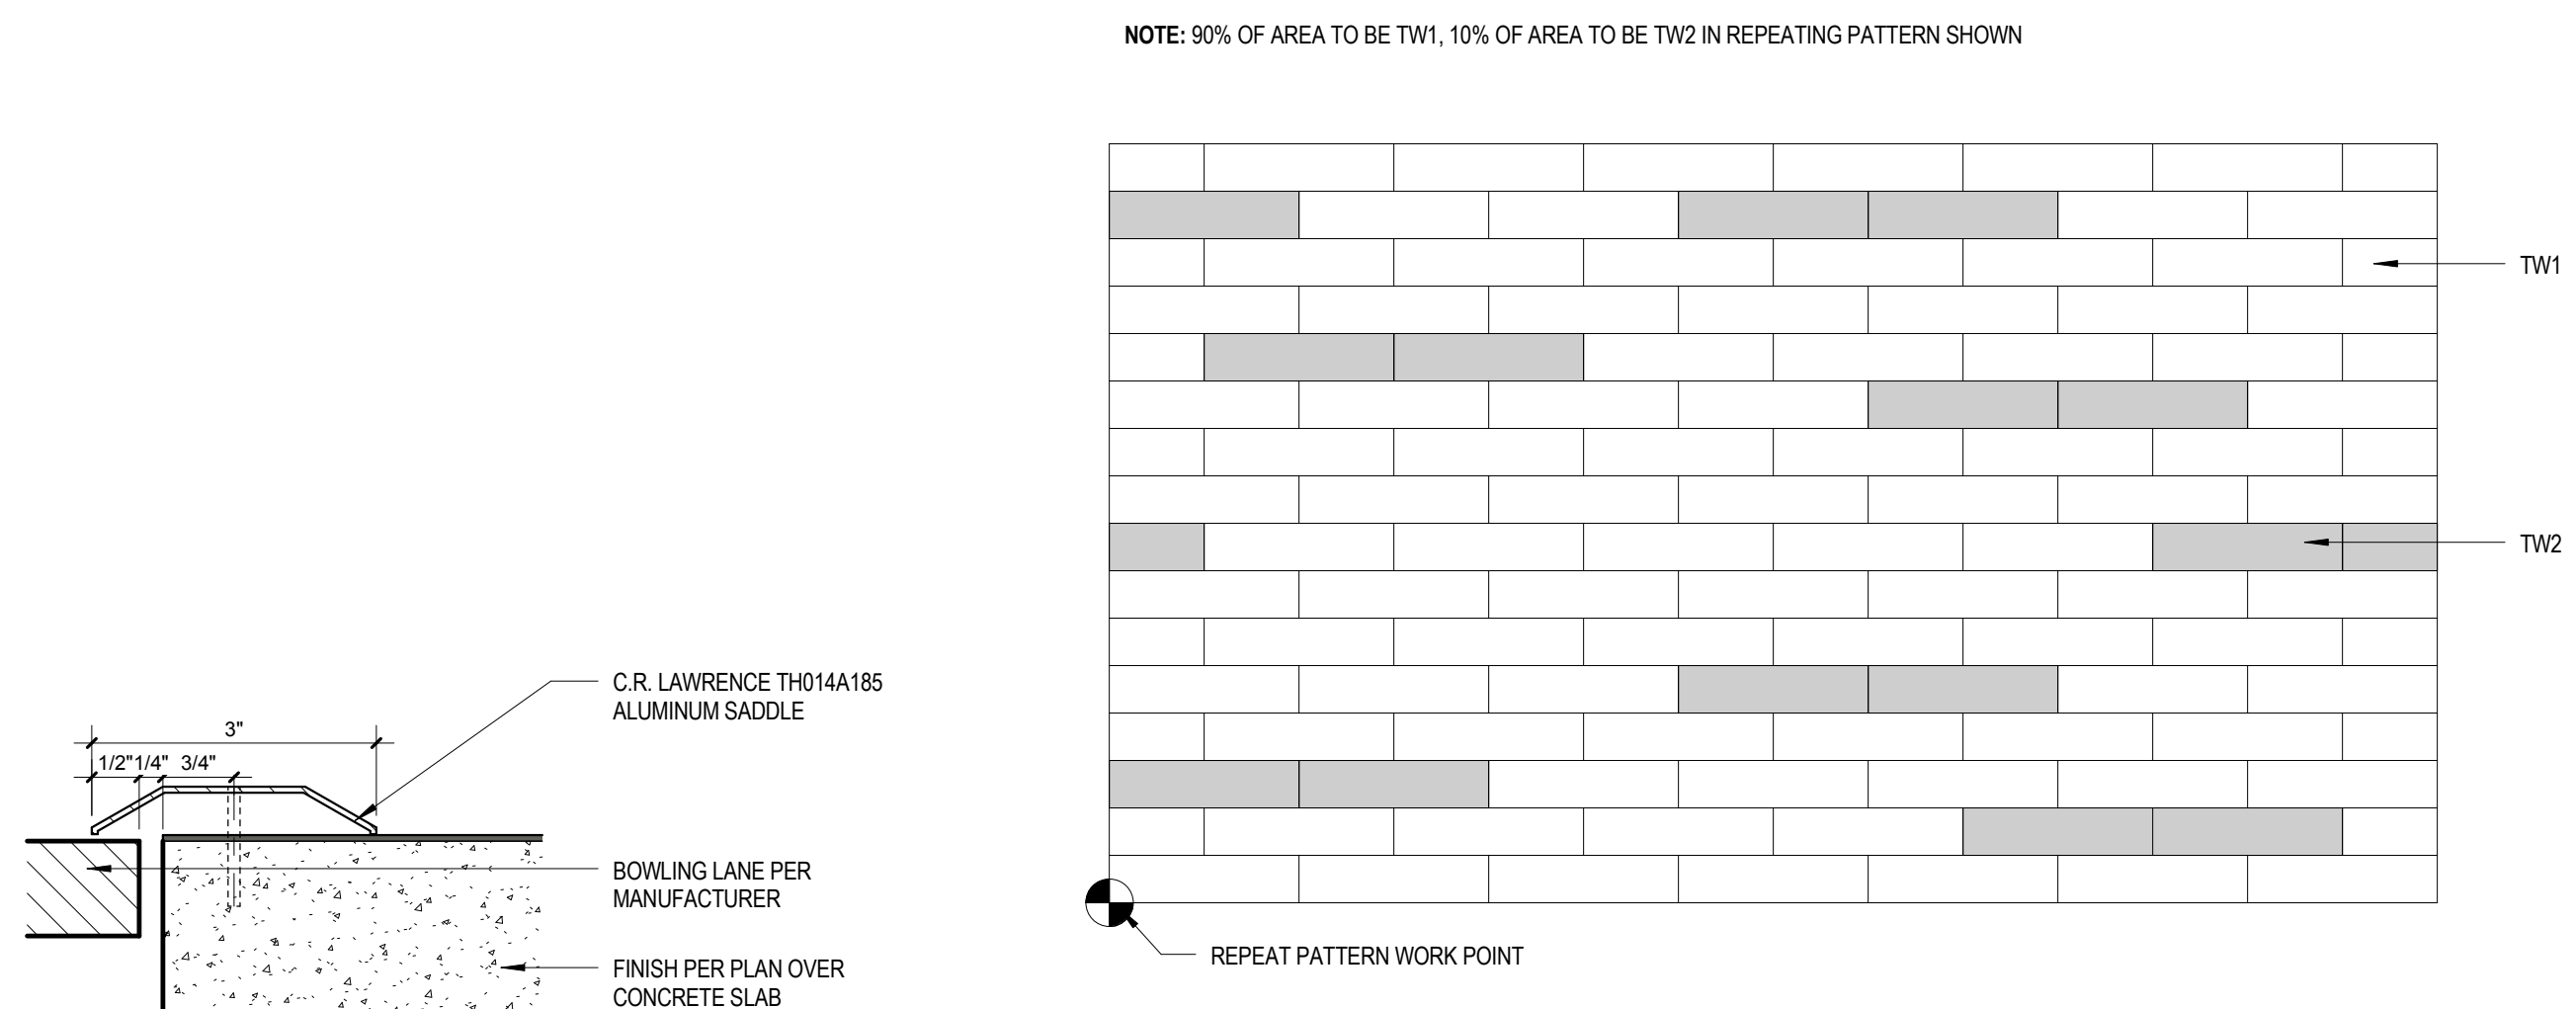 NOTE: 90% OF AREA TO BE TW1, 10% OF AREA TO BE TW2 IN REPEATING PATTERN SHOWN
TW1
TW2
REPEAT PATTERN WORK POINT
C.R. LAWRENCE TH014A185
ALUMINUM SADDLE
3"
1/2" 1/4" 3/4"
BOWLING LANE PER
MANUFACTURER
FINISH PER PLAN OVER
CONCRETE SLAB